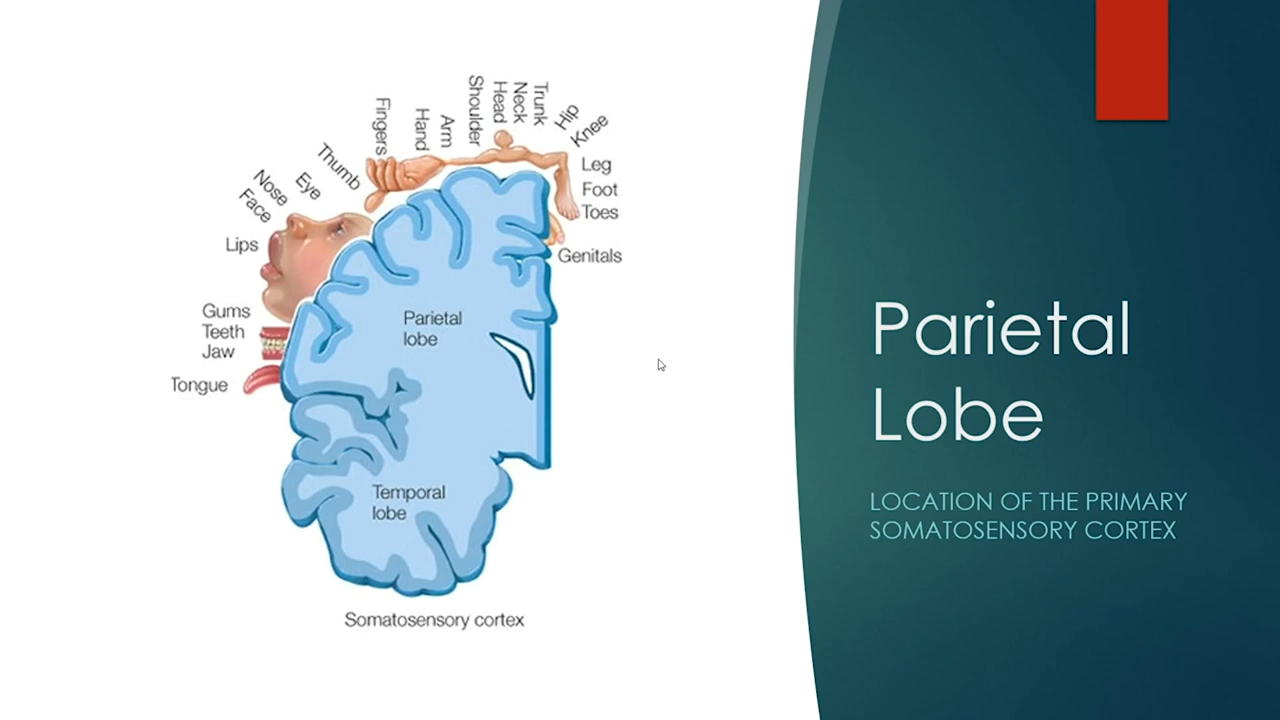 Fingers
Hand
Arm
Shoulder
Head
Neck
Trunk
Hip
Knee
Leg
Foot
Toes
Genitals
Thumb
Eye
Nose
Face
Lips
Gums
Teeth
Jaw
Tongue
Parietal
lobe
Temporal
lobe
Somatosensory cortex
Parietal
Lobe
LOCATION OF THE PRIMARY
SOMATOSENSORY CORTEX